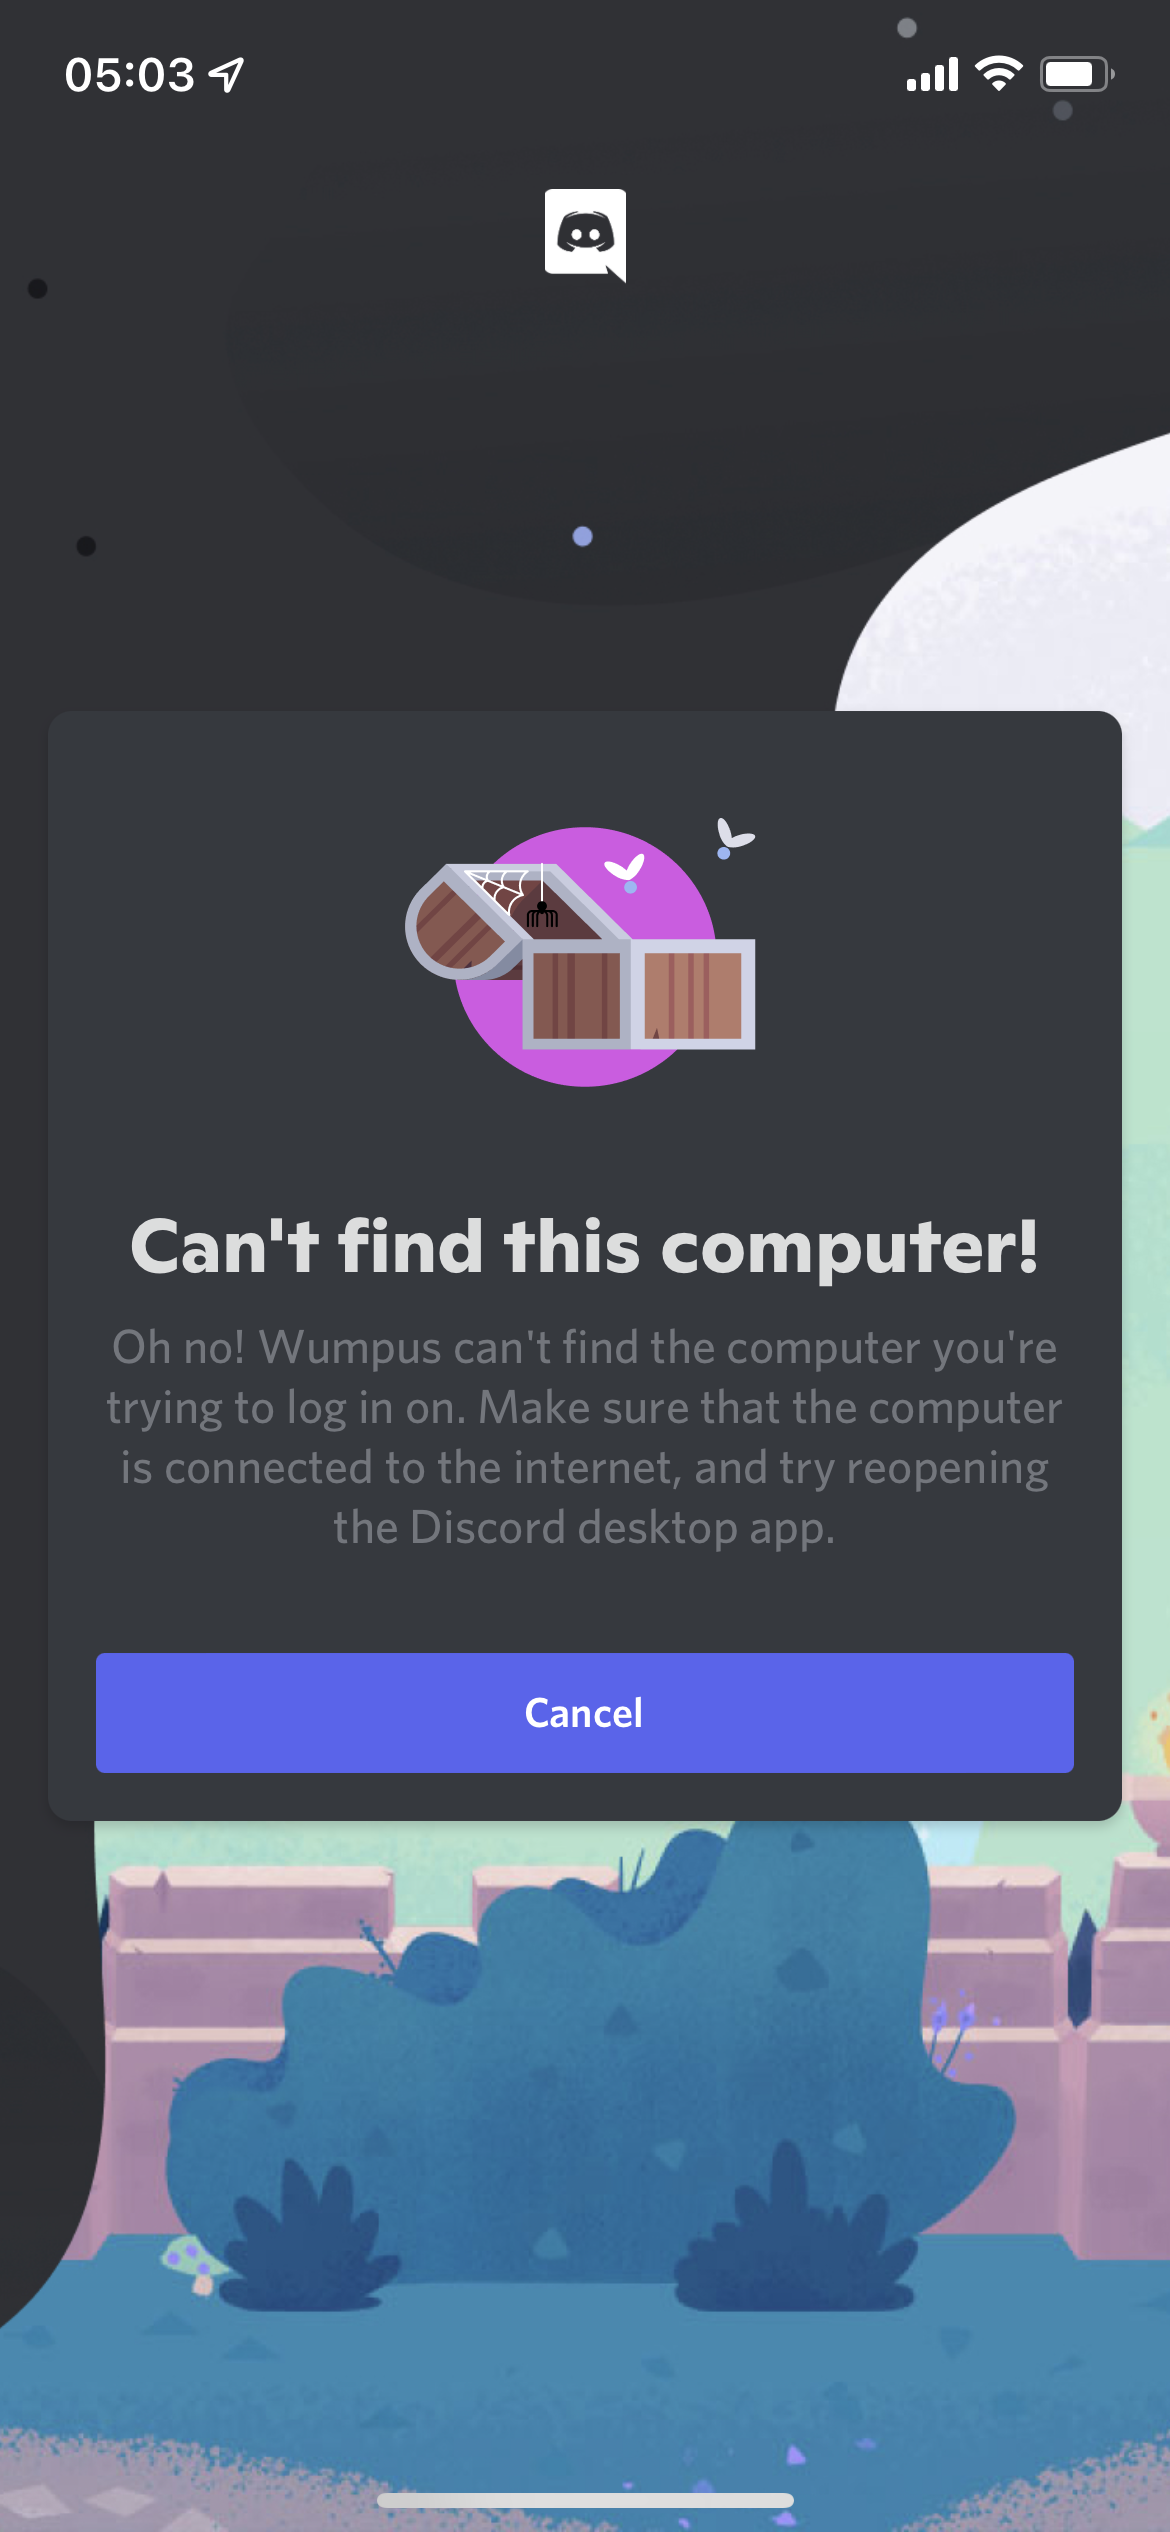 05:03
Can't find this computer!
Oh no! Wumpus can't find the computer you're
trying to log in on. Make sure that the computer
is connected to the internet, and try reopening
the Discord desktop app.
Cancel